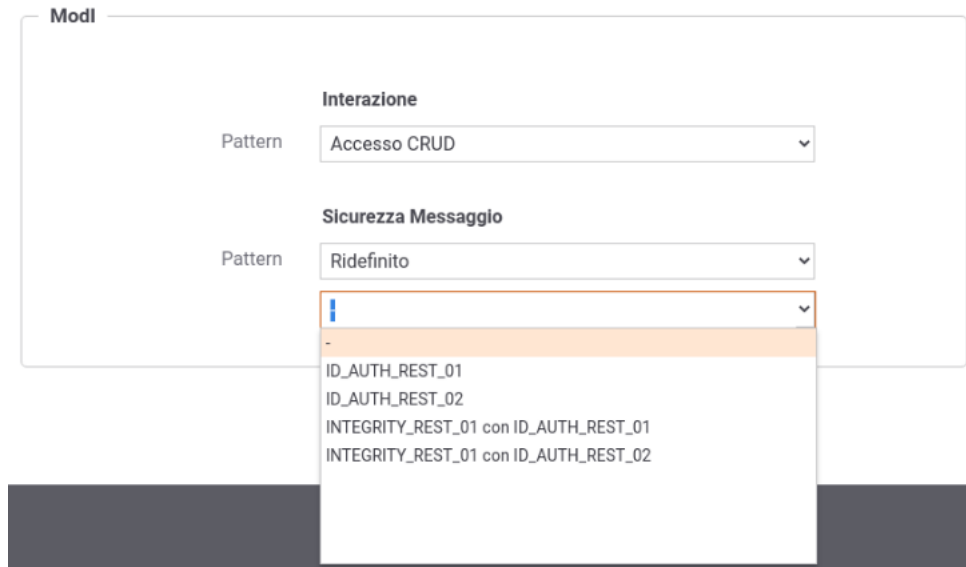 ModI
Interazione
Pattern
Accesso CRUD
Sicurezza Messaggio
Pattern
Ridefinito
-
-
ID_AUTH_REST_01
ID_AUTH_REST_02
INTEGRITY_REST_01 con ID_AUTH_REST_01
INTEGRITY_REST_01 con ID_AUTH_REST_02